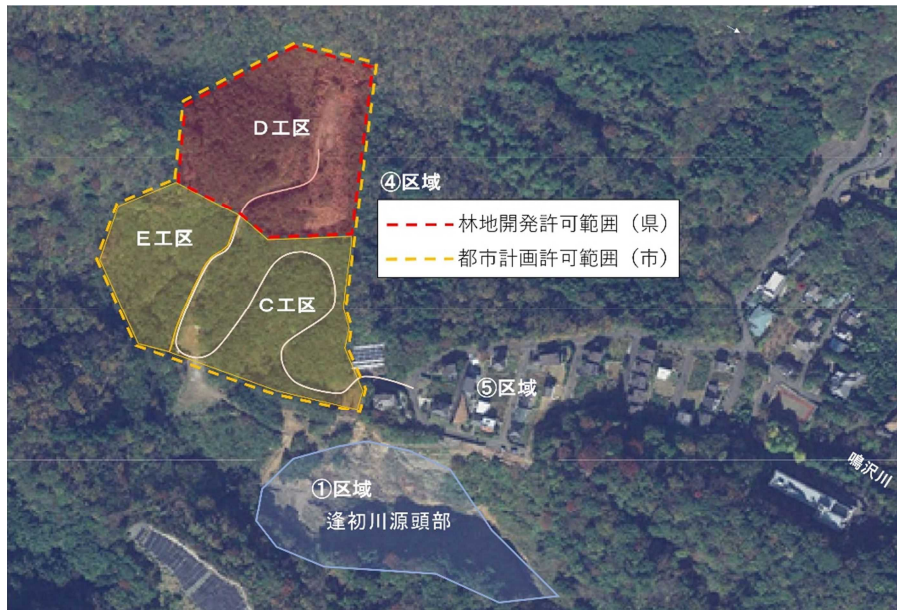 D工区
④区域
林地開発許可範囲（県）
都市計画許可範囲（市）
E工区
C工区
⑤区域
鳴沢川
①区域
逢初川源頭部